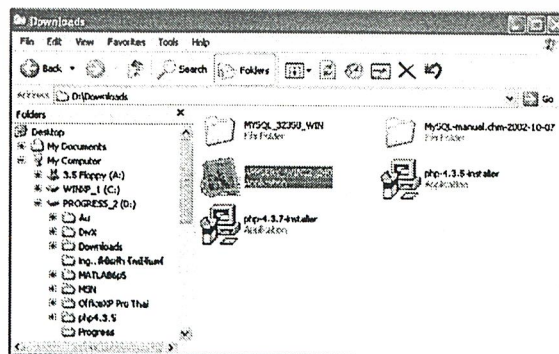 Downloads
File Edit View Favorites Tools Help
Back Search Folders
Address D:\Downloads Go
Folders
Desktop
My Documents
My Computer
3.5 Floppy (A:)
WINXP_1 (C:)
PROGRESS_2 (D:)
Au
DwX
Downloads
MATLAB6p5
MSN
OfficeXP Pro Thai
php4.3.5
Progress
MYSQL_32350_WIN
File Folder
MySQL-manual.chm-2002-10-07
File Folder
Application
php-4.3.5-installer
Application
php-4.3.7-installer
Application